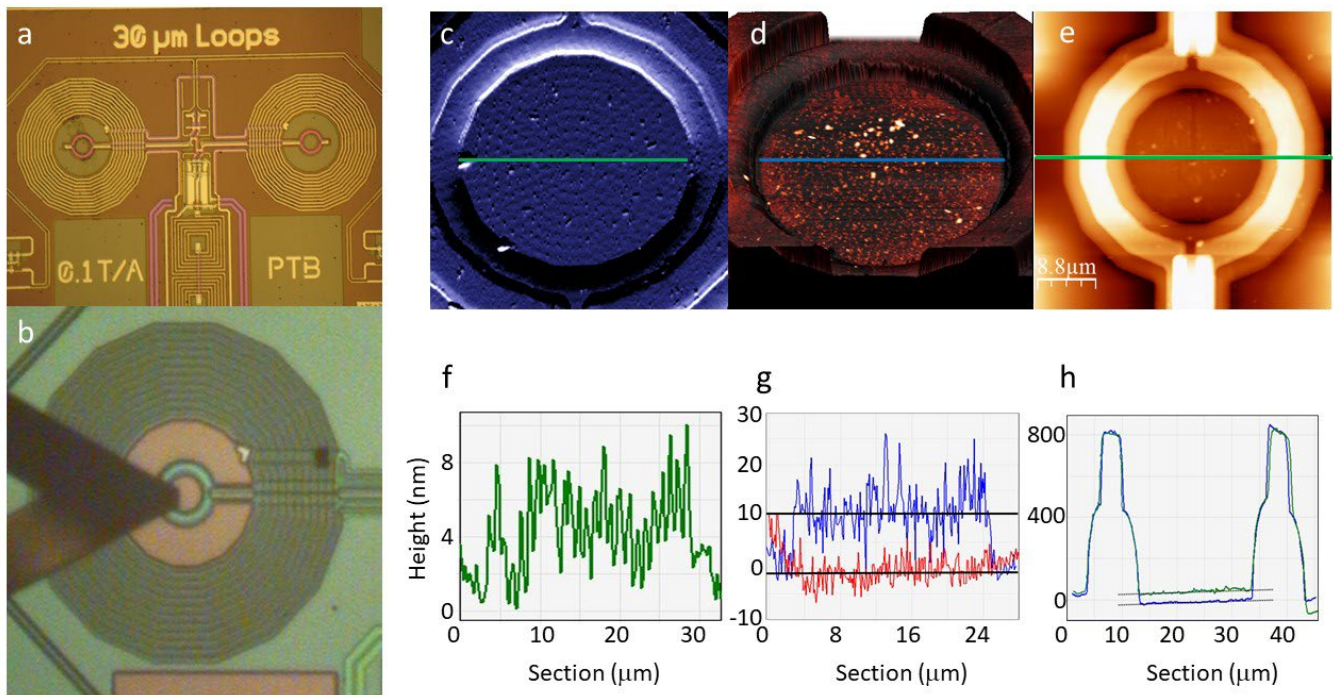 a
30 µm Loops
0.1T/A
PTB
b
c
d
e
8.8µm
f
g
h
Height (nm)
8
4
0
0 10 20 30
Section (µm)
30
20
10
0
-10
0 8 16 24
Section (µm)
800
400
0
0 10 20 30 40
Section (µm)